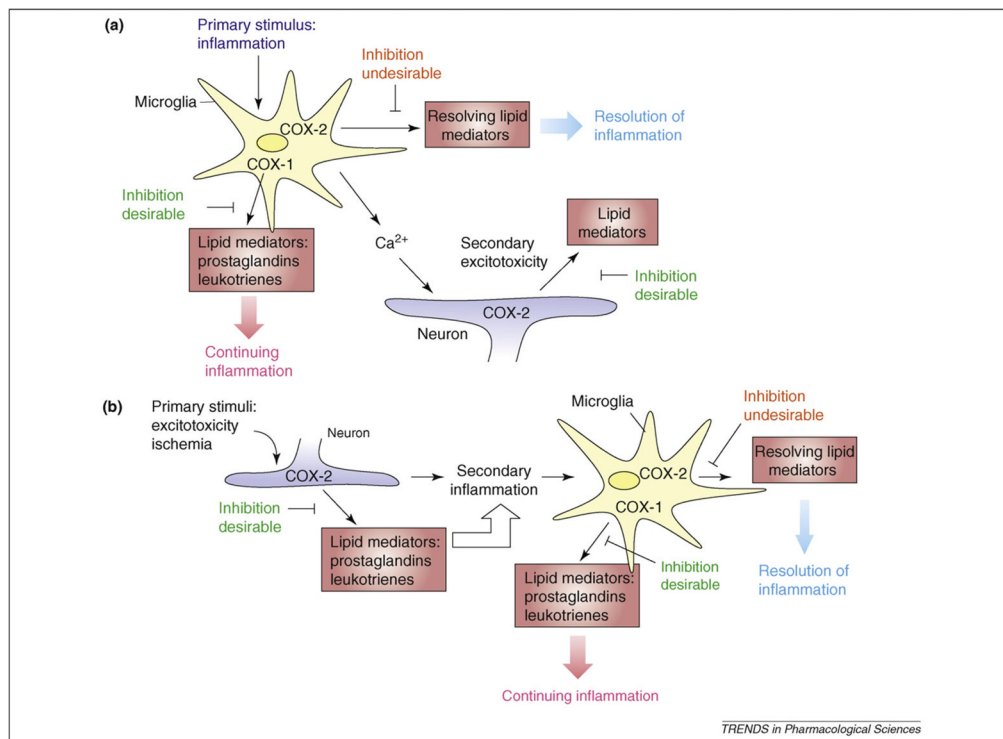 (a)
Primary stimulus:
inflammation
Inhibition
undesirable
Microglia
COX-2
Resolving lipid
mediators
Resolution of
inflammation
COX-1
Inhibition
desirable
Lipid mediators:
prostaglandins
leukotrienes
Ca2+
Secondary
excitotoxicity
Lipid
mediators
Inhibition
desirable
COX-2
Neuron
Continuing
inflammation
(b)
Primary stimuli:
excitotoxicity
ischemia
Neuron
COX-2
Inhibition
desirable
Lipid mediators:
prostaglandins
leukotrienes
Secondary
inflammation
Microglia
Inhibition
undesirable
COX-2
Resolving lipid
mediators
COX-1
Inhibition
desirable
Lipid mediators:
prostaglandins
leukotrienes
Resolution of
inflammation
Continuing inflammation
TRENDS in Pharmacological Sciences